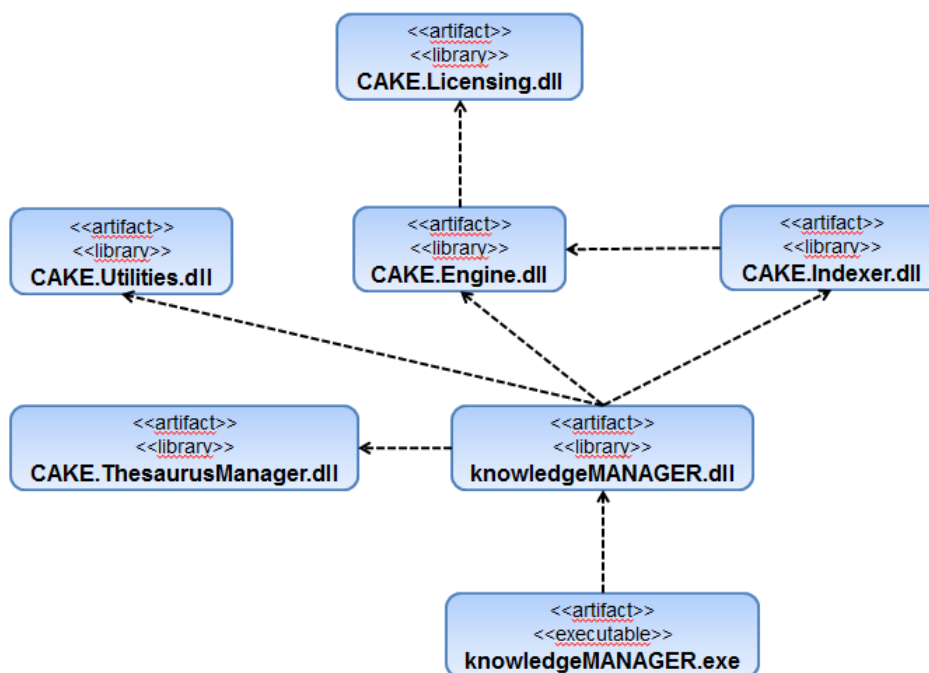 <<artifact>>
<<library>>
CAKE.Licensing.dll
<<artifact>>
<<library>>
CAKE.Utilities.dll
<<artifact>>
<<library>>
CAKE.Engine.dll
<<artifact>>
<<library>>
CAKE.Indexer.dll
<<artifact>>
<<library>>
CAKE.ThesaurusManager.dll
<<artifact>>
<<library>>
knowledgeMANAGER.dll
<<artifact>>
<<executable>>
knowledgeMANAGER.exe